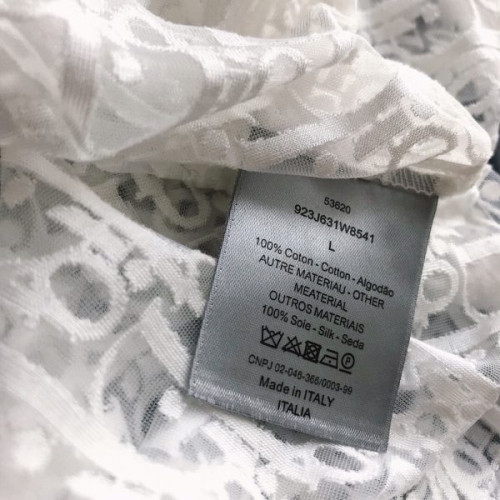 53620
923J631W8541
L
100% Coton - Cotton - Algodão
AUTRE MATERIAU - OTHER
MEATERIAL
OUTROS MATERIAIS
100% Soie - Silk - Seda
CNPJ 02-045-366/0003-99
Made in ITALY
ITALIA